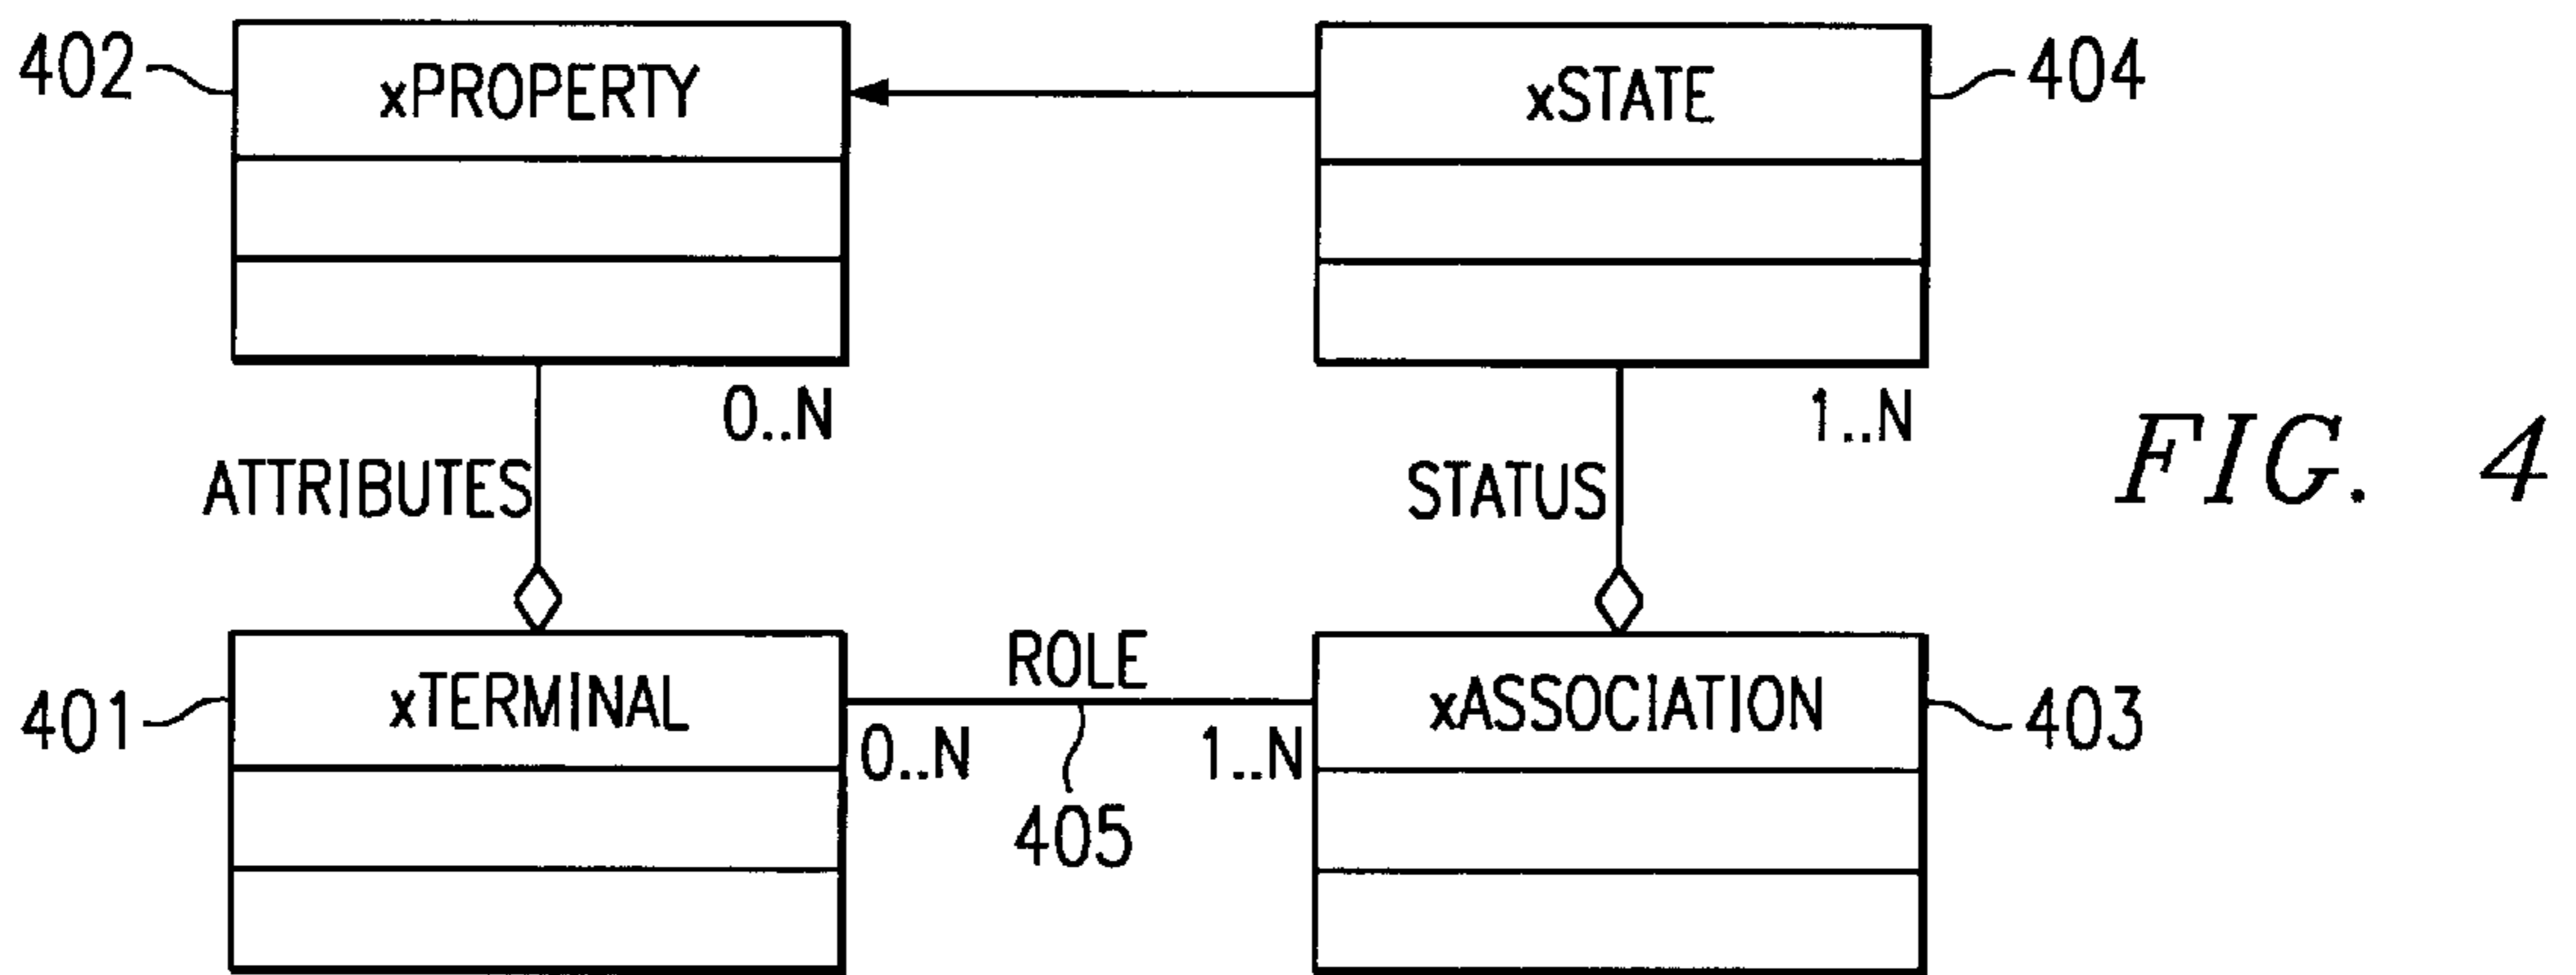 402
xPROPERTY
xSTATE
404
0..N
1..N
ATTRIBUTES
STATUS
FIG. 4
401
xTERMINAL
ROLE
0..N
1..N
405
xASSOCIATION
403